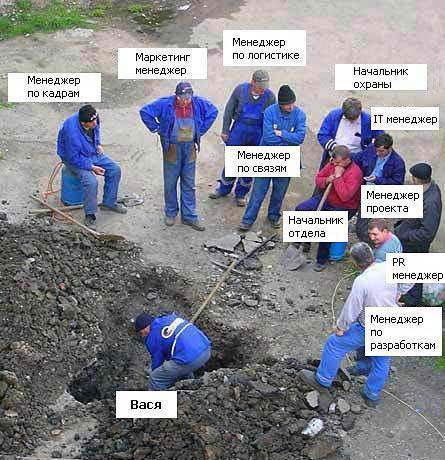 Менеджер
по логистике
Маркетинг
менеджер
Менеджер
по кадрам
Начальник
охраны
IT менеджер
Менеджер
по связям
Менеджер
проекта
Начальник
отдела
PR
менеджер
Менеджер
по
разработкам
Вася